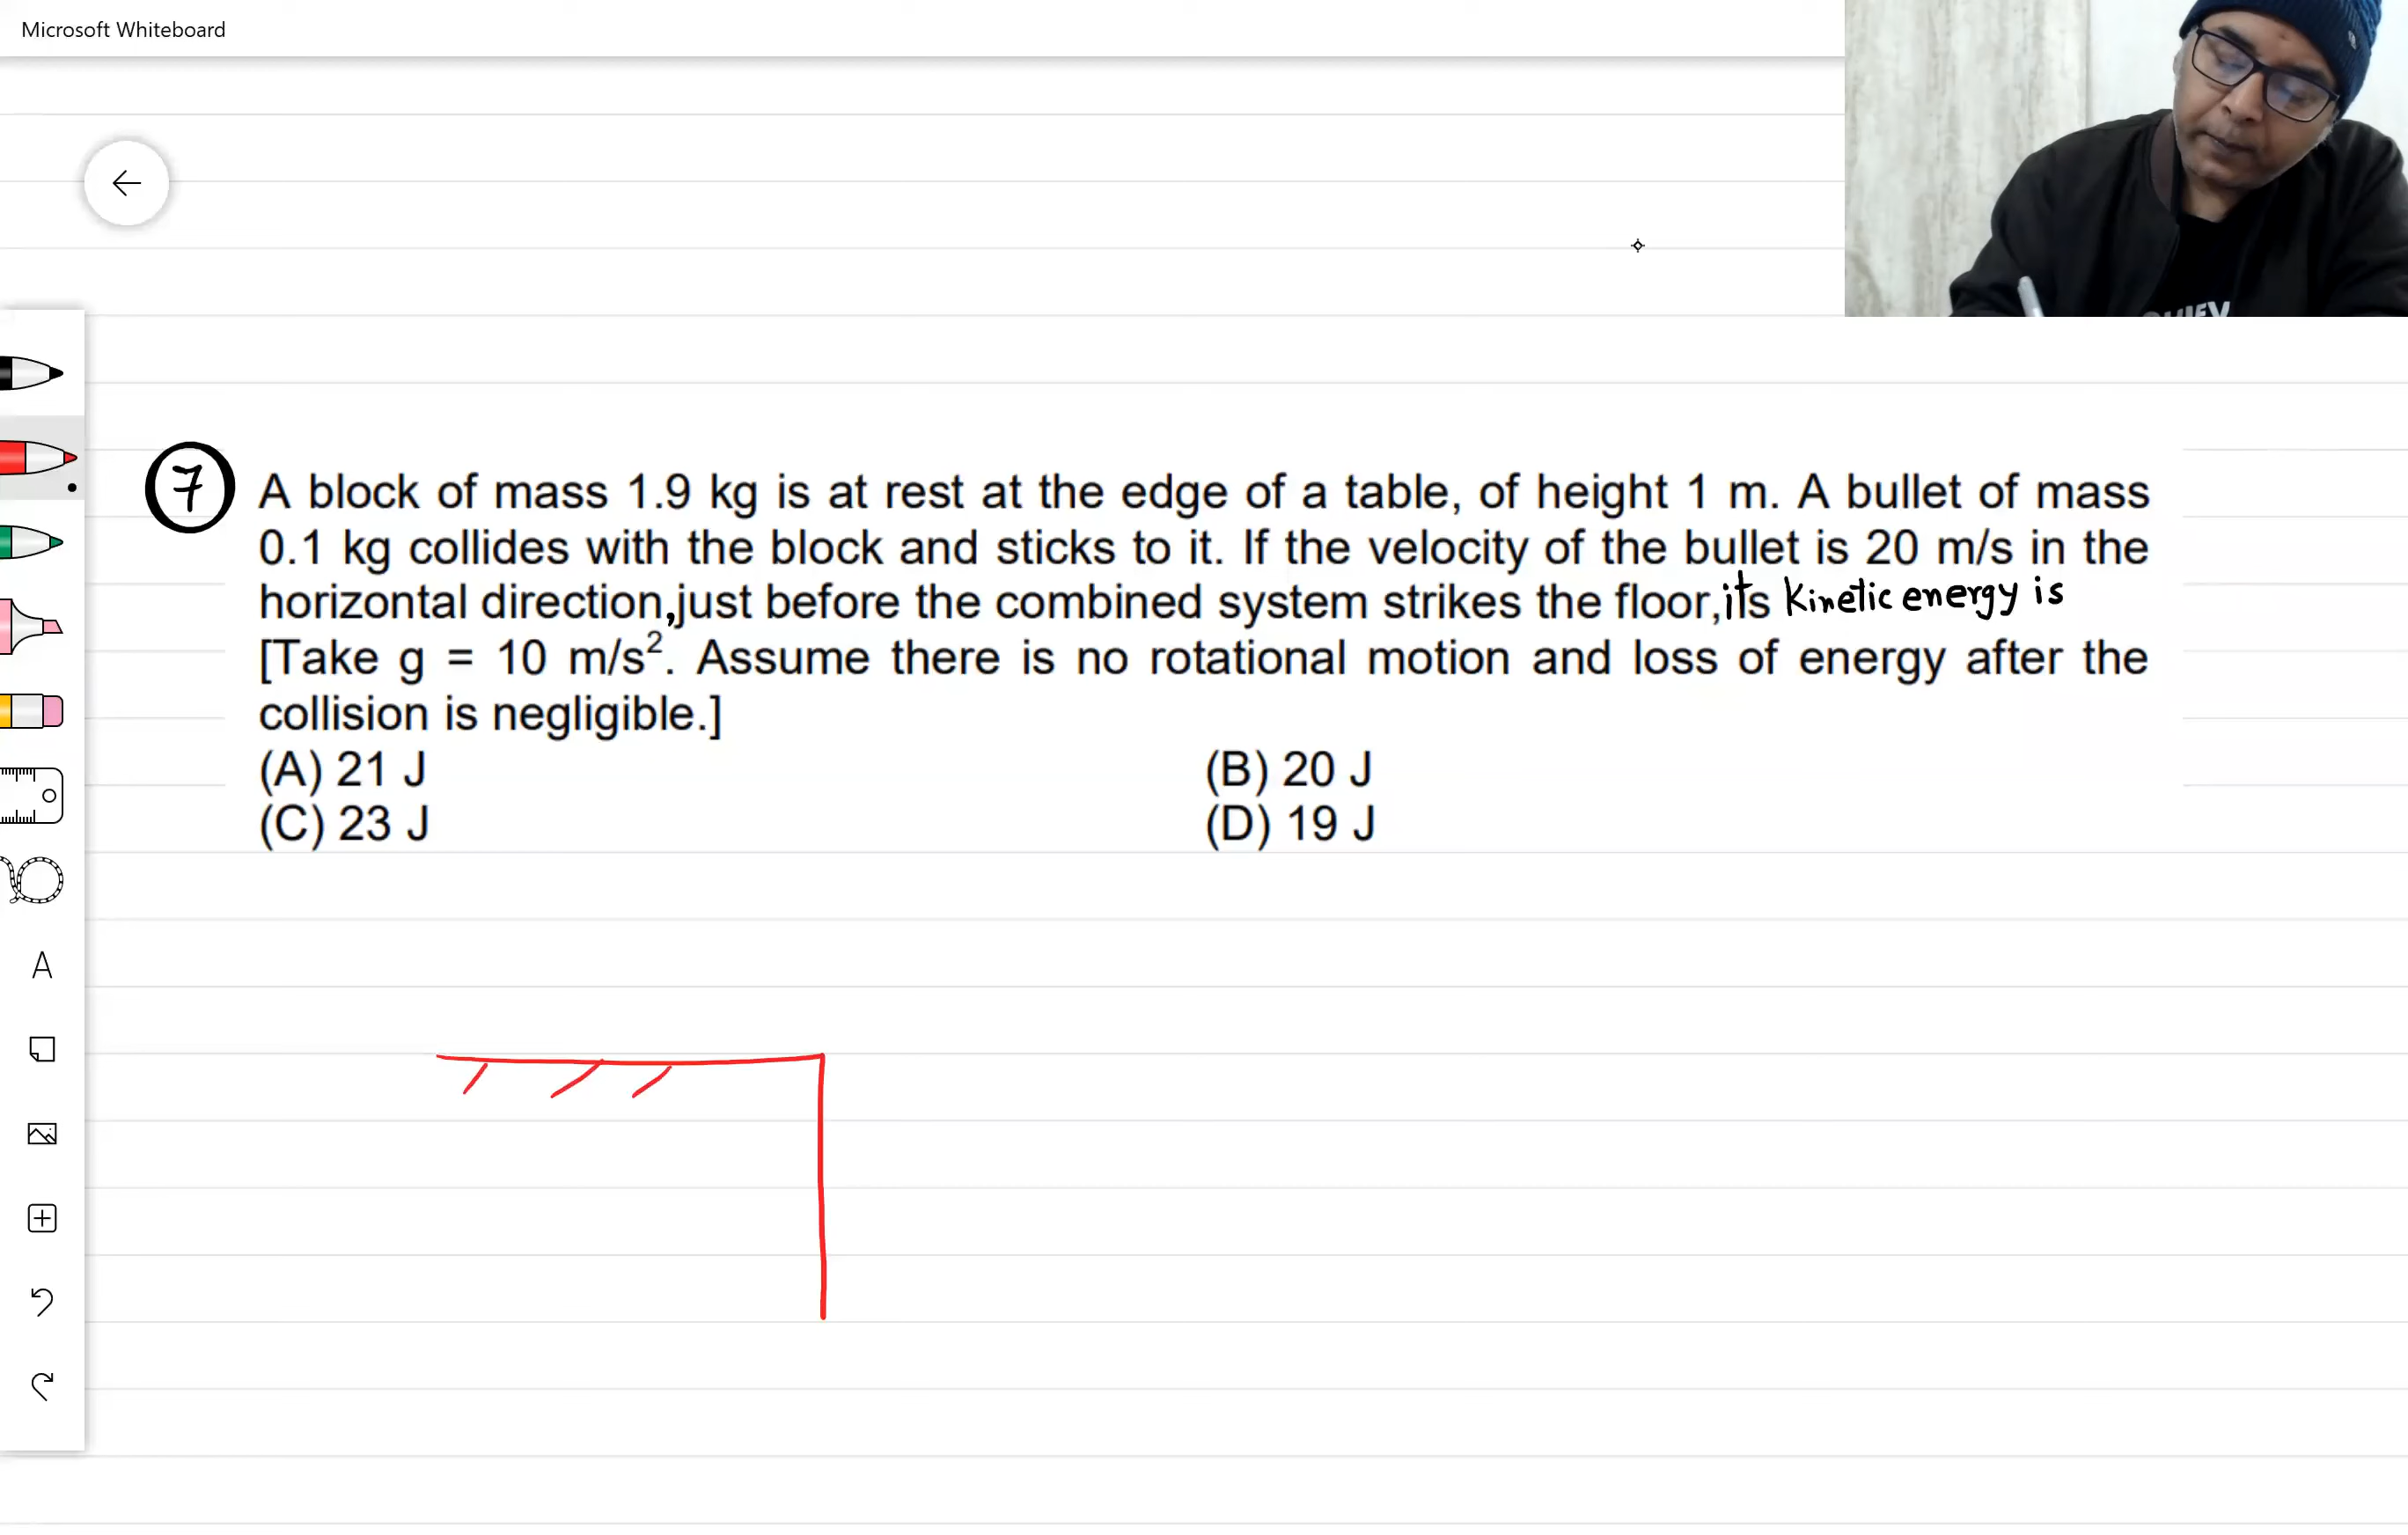 Microsoft Whiteboard
7 A block of mass 1.9 kg is at rest at the edge of a table, of height 1 m. A bullet of mass
0.1 kg collides with the block and sticks to it. If the velocity of the bullet is 20 m/s in the
horizontal direction, just before the combined system strikes the floor, its Kinetic energy is
[Take g = 10 m/s². Assume there is no rotational motion and loss of energy after the
collision is negligible.]
(A) 21 J (B) 20 J
(C) 23 J (D) 19 J
A